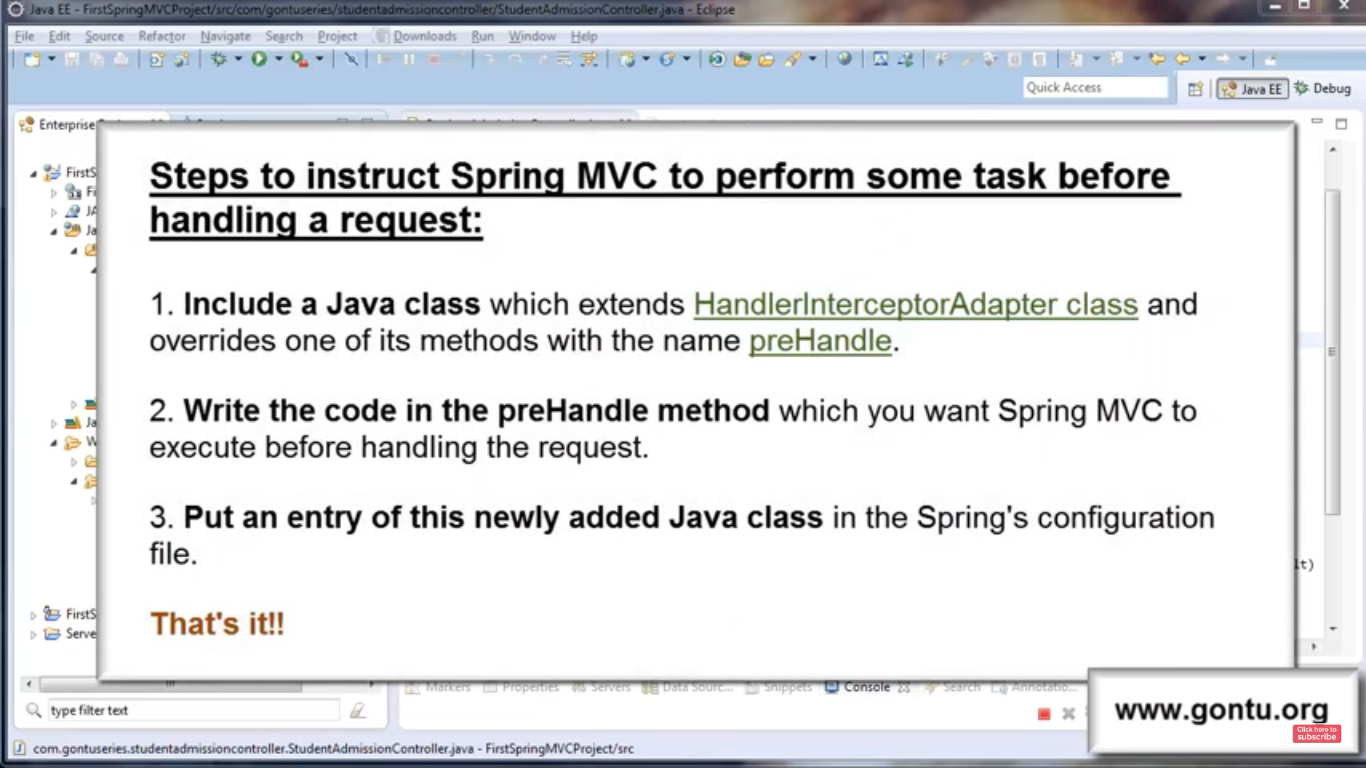 Java EE - FirstSpringMVCProject/src/com/gontuseries/studentadmissioncontroller/StudentAdmissionController.java - Eclipse
File Edit Source Refactor Navigate Search Project Downloads Run Window Help
Quick Access
Java EE
Debug
Enterprise
Steps to instruct Spring MVC to perform some task before
handling a request:
FirstS
Fi
JA
Ja
1. Include a Java class which extends HandlerInterceptorAdapter class and
overrides one of its methods with the name preHandle.
2. Write the code in the preHandle method which you want Spring MVC to
execute before handling the request.
Ja
W
3. Put an entry of this newly added Java class in the Spring's configuration
file.
lt)
That's it!!
FirstS
Serve
Markers Properties Servers Data Sourc... Snippets Console Search Annotatio...
type filter text
www.gontu.org
Click here to
subscribe
com.gontuseries.studentadmissioncontroller.StudentAdmissionController.java - FirstSpringMVCProject/src